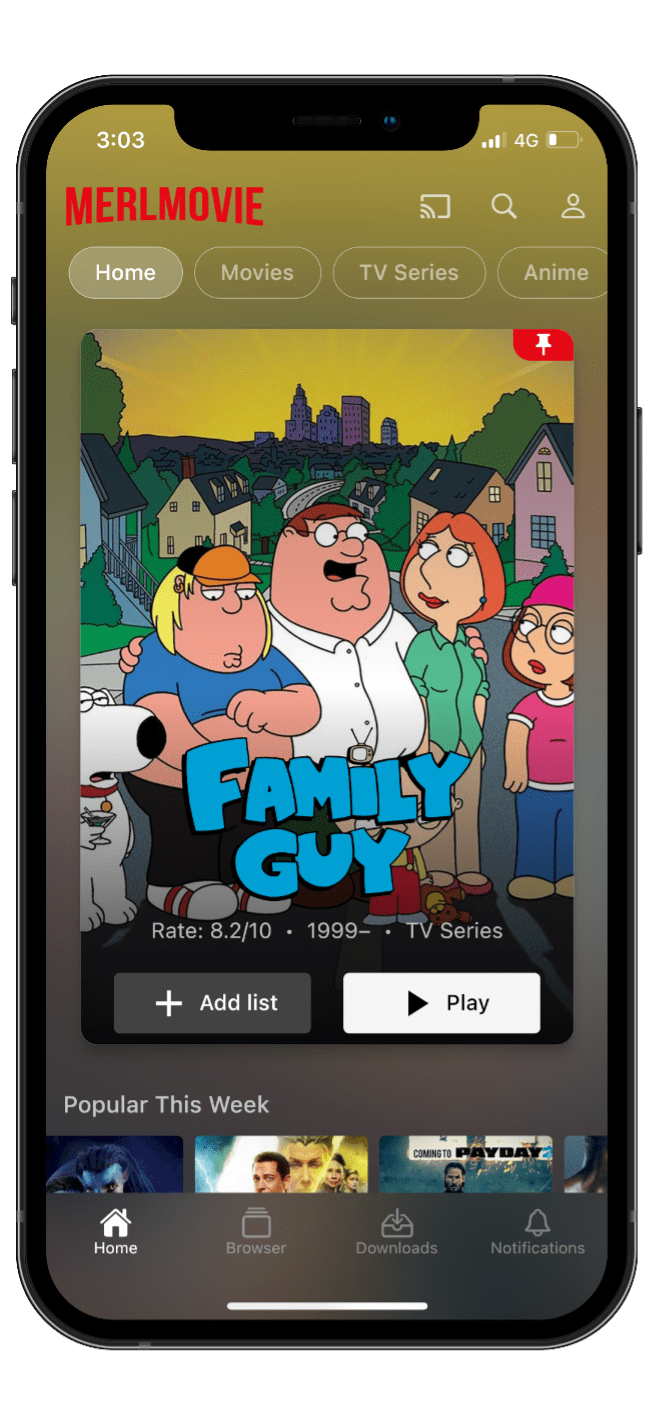 3:03
4G
MERLMOVIE
Home
Movies
TV Series
Anime
FAMILY
GUY
Rate: 8.2/10 • 1999– • TV Series
Add list
Play
Popular This Week
COMING TO PAYDAY 2
Home
Browser
Downloads
Notifications